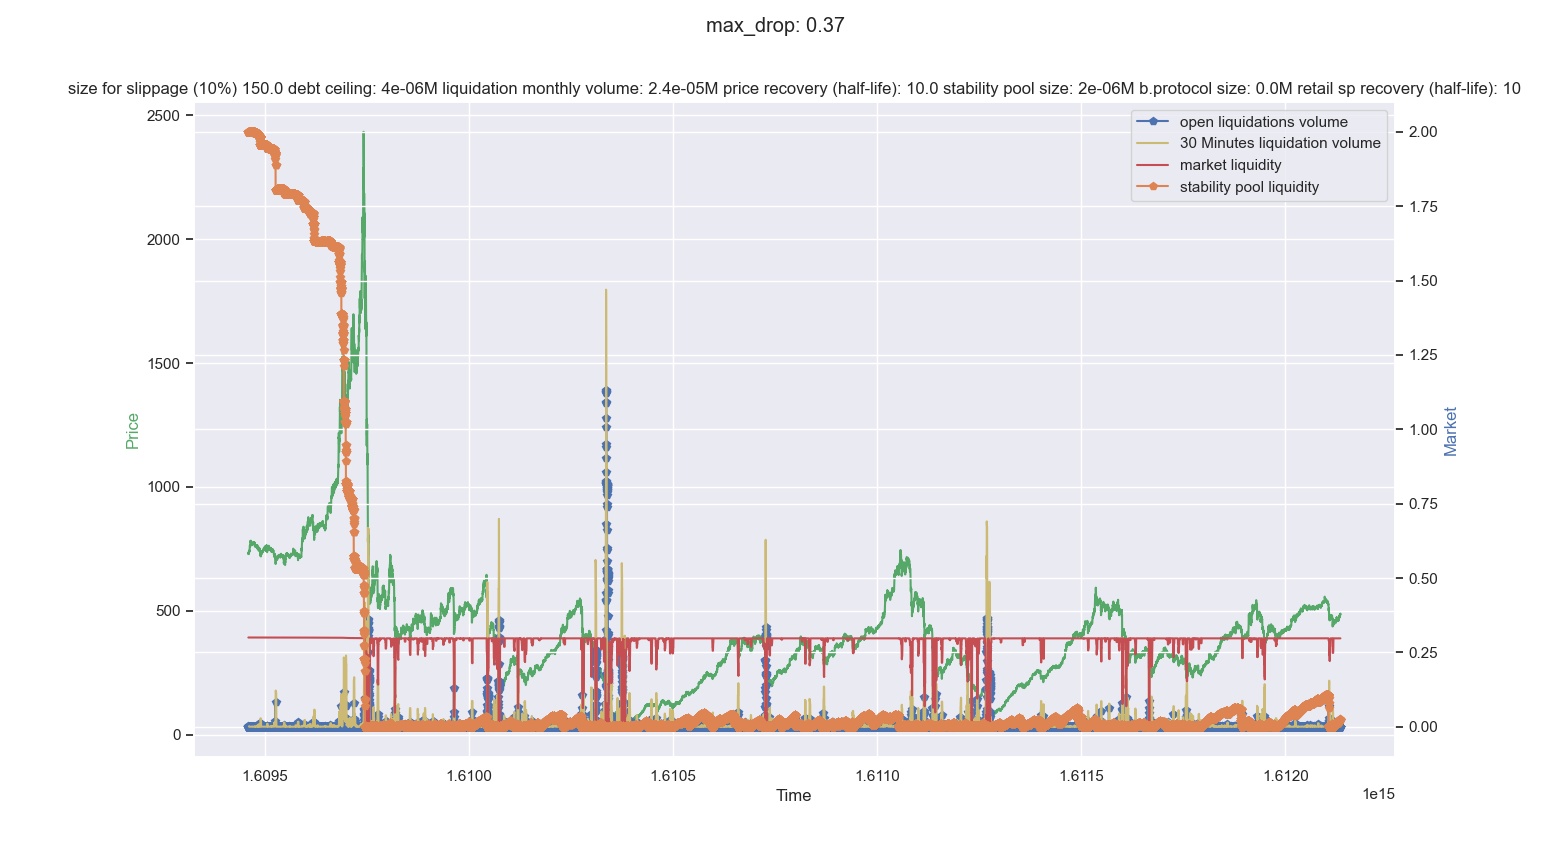 max_drop: 0.37
size for slippage (10%) 150.0 debt ceiling: 4e-06M liquidation monthly volume: 2.4e-05M price recovery (half-life): 10.0 stability pool size: 2e-06M b.protocol size: 0.0M retail sp recovery (half-life): 10
open liquidations volume
30 Minutes liquidation volume
market liquidity
stability pool liquidity
2500
2000
1500
1000
500
0
Price
2.00
1.75
1.50
1.25
1.00
0.75
0.50
0.25
0.00
Market
1.6095
1.6100
1.6105
1.6110
1.6115
1.6120
1e15
Time